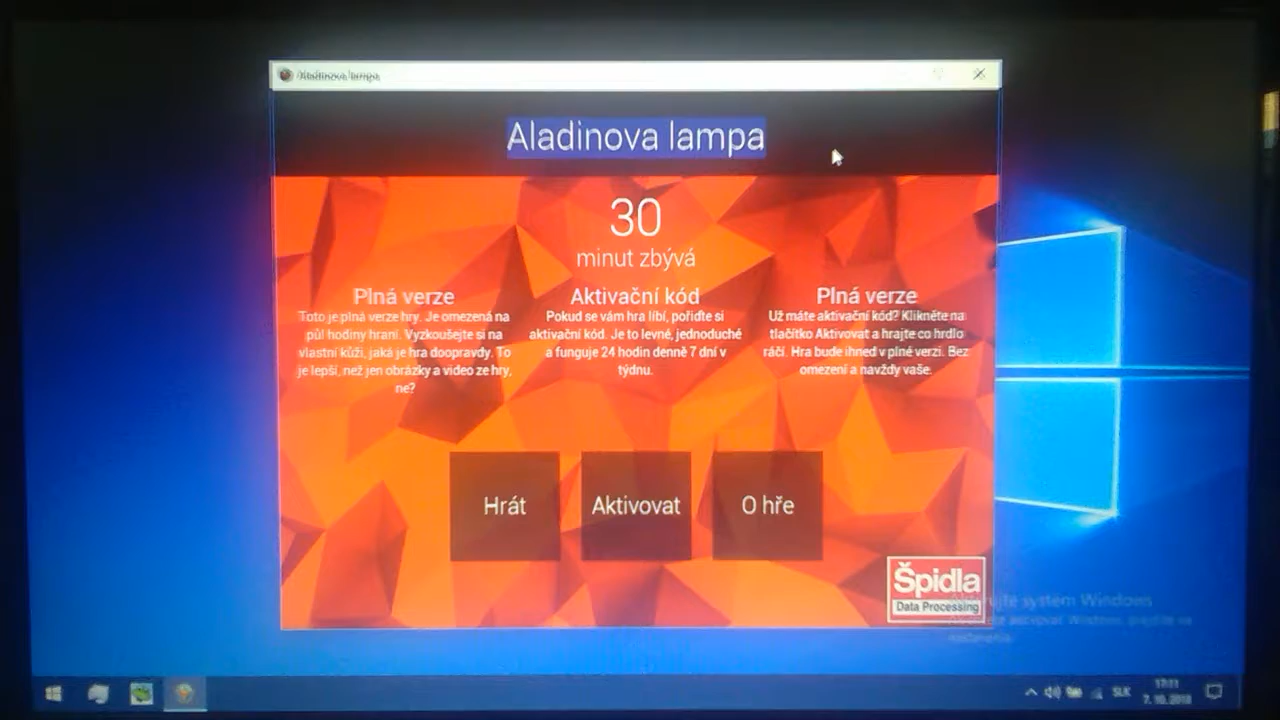 Aladinova lampa
Aladinova lampa
30
minut zbývá
Plná verze
Toto je plná verze hry. Je omezená na
půl hodiny hraní. Vyzkoušejte si na
vlastní kůži, jaká je hra doopravdy. To
je lepší, než jen obrázky a video ze hry,
ne?
Aktivační kód
Pokud se vám hra líbí, pořiďte si
aktivační kód. Je to levné, jednoduché
a funguje 24 hodin denně 7 dní v
týdnu.
Plná verze
Už máte aktivační kód? Klikněte na
tlačítko Aktivovat a hrajte co hrdlo
ráčí. Hra bude ihned v plné verzi. Bez
omezení a navždy vaše.
Hrát
Aktivovat
O hře
Špidla
Data Processing
systém Windows
SLK
17:11